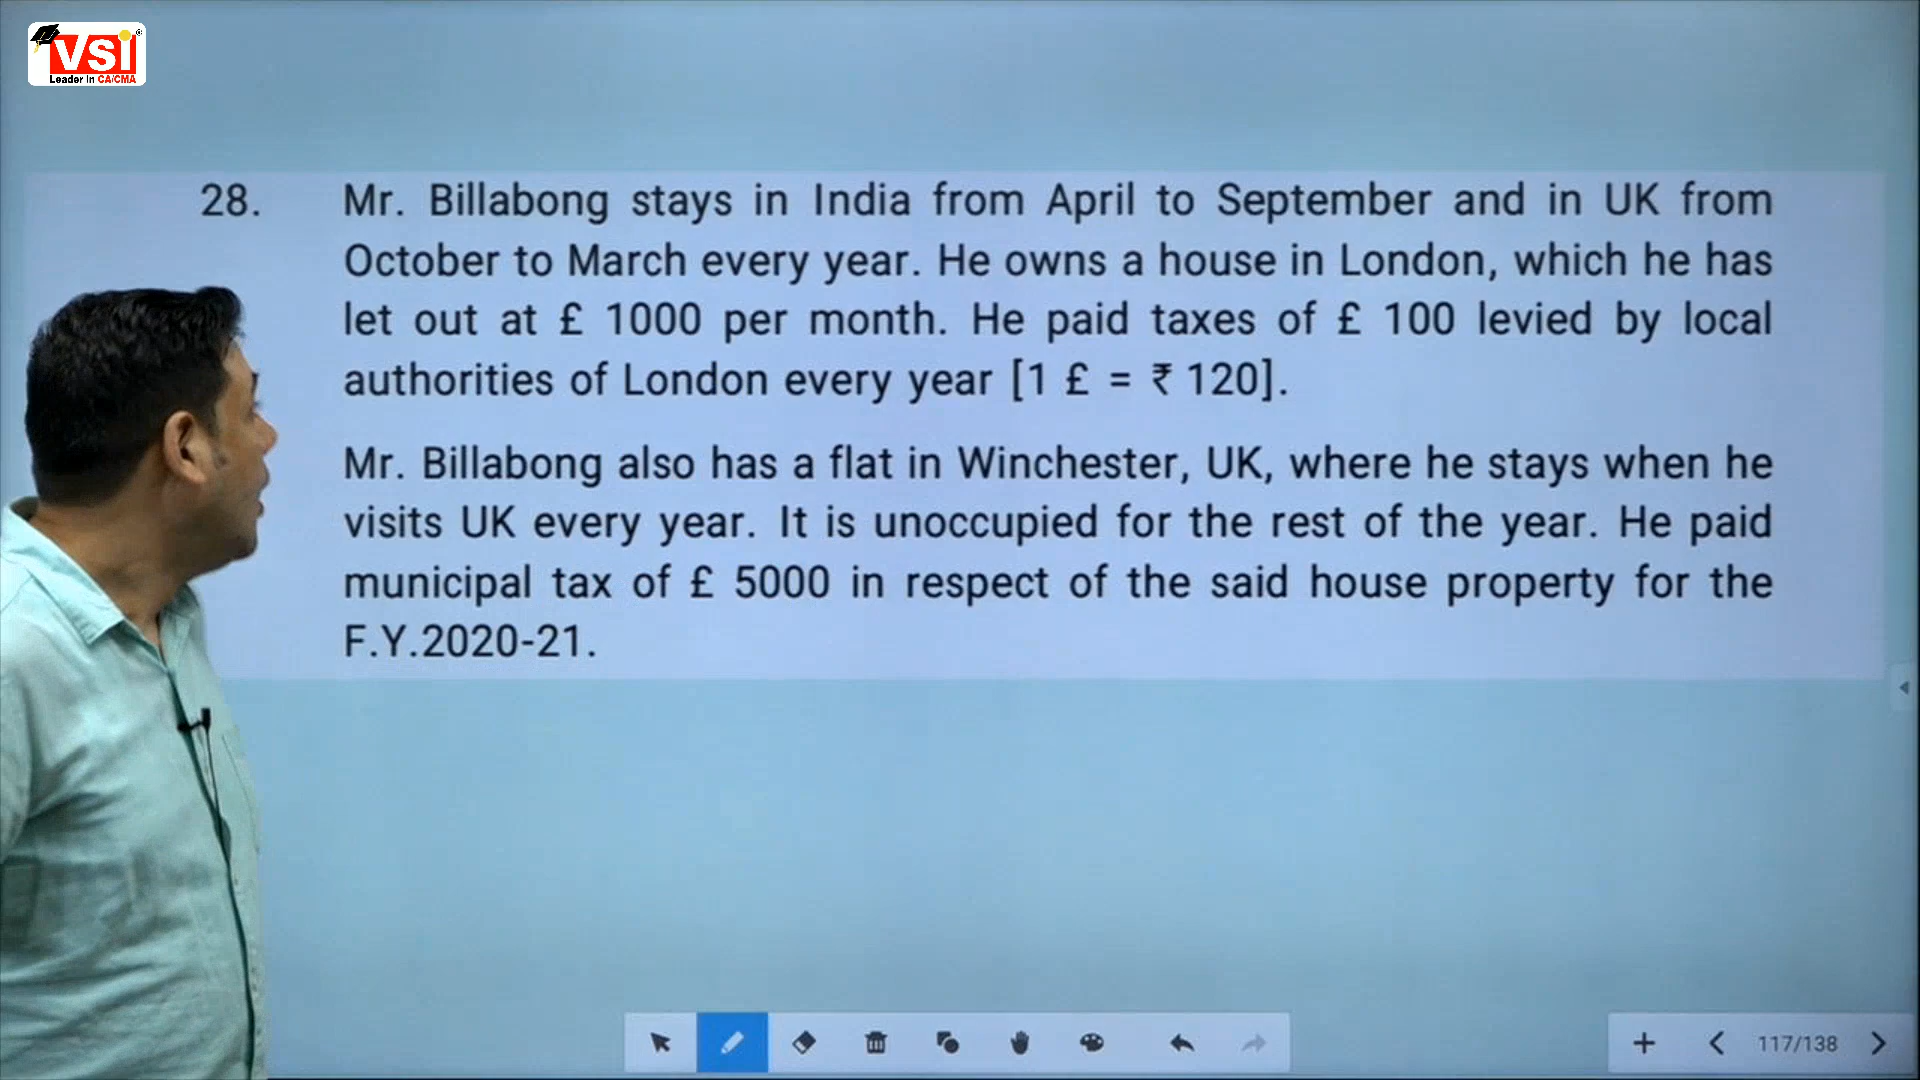 VSI
Leader in CA/CMA
28. Mr. Billabong stays in India from April to September and in UK from
October to March every year. He owns a house in London, which he has
let out at £ 1000 per month. He paid taxes of £ 100 levied by local
authorities of London every year [1 £ = ₹ 120].
Mr. Billabong also has a flat in Winchester, UK, where he stays when he
visits UK every year. It is unoccupied for the rest of the year. He paid
municipal tax of £ 5000 in respect of the said house property for the
F.Y.2020-21.
117/138